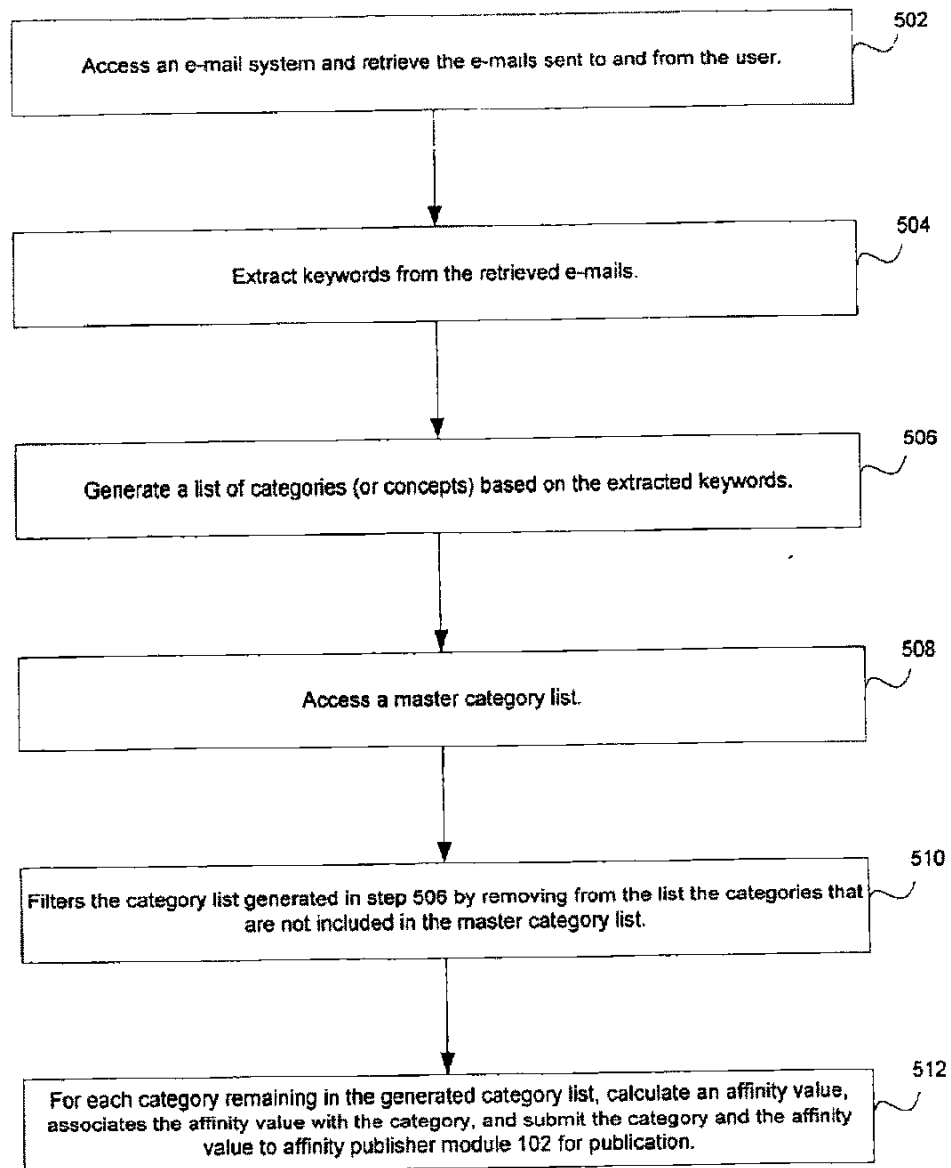 502
Access an e-mail system and retrieve the e-mails sent to and from the user.
504
Extract keywords from the retrieved e-mails.
506
Generate a list of categories (or concepts) based on the extracted keywords.
508
Access a master category list.
510
Filters the category list generated in step 506 by removing from the list the categories that
are not included in the master category list.
512
For each category remaining in the generated category list, calculate an affinity value,
associates the affinity value with the category, and submit the category and the affinity
value to affinity publisher module 102 for publication.